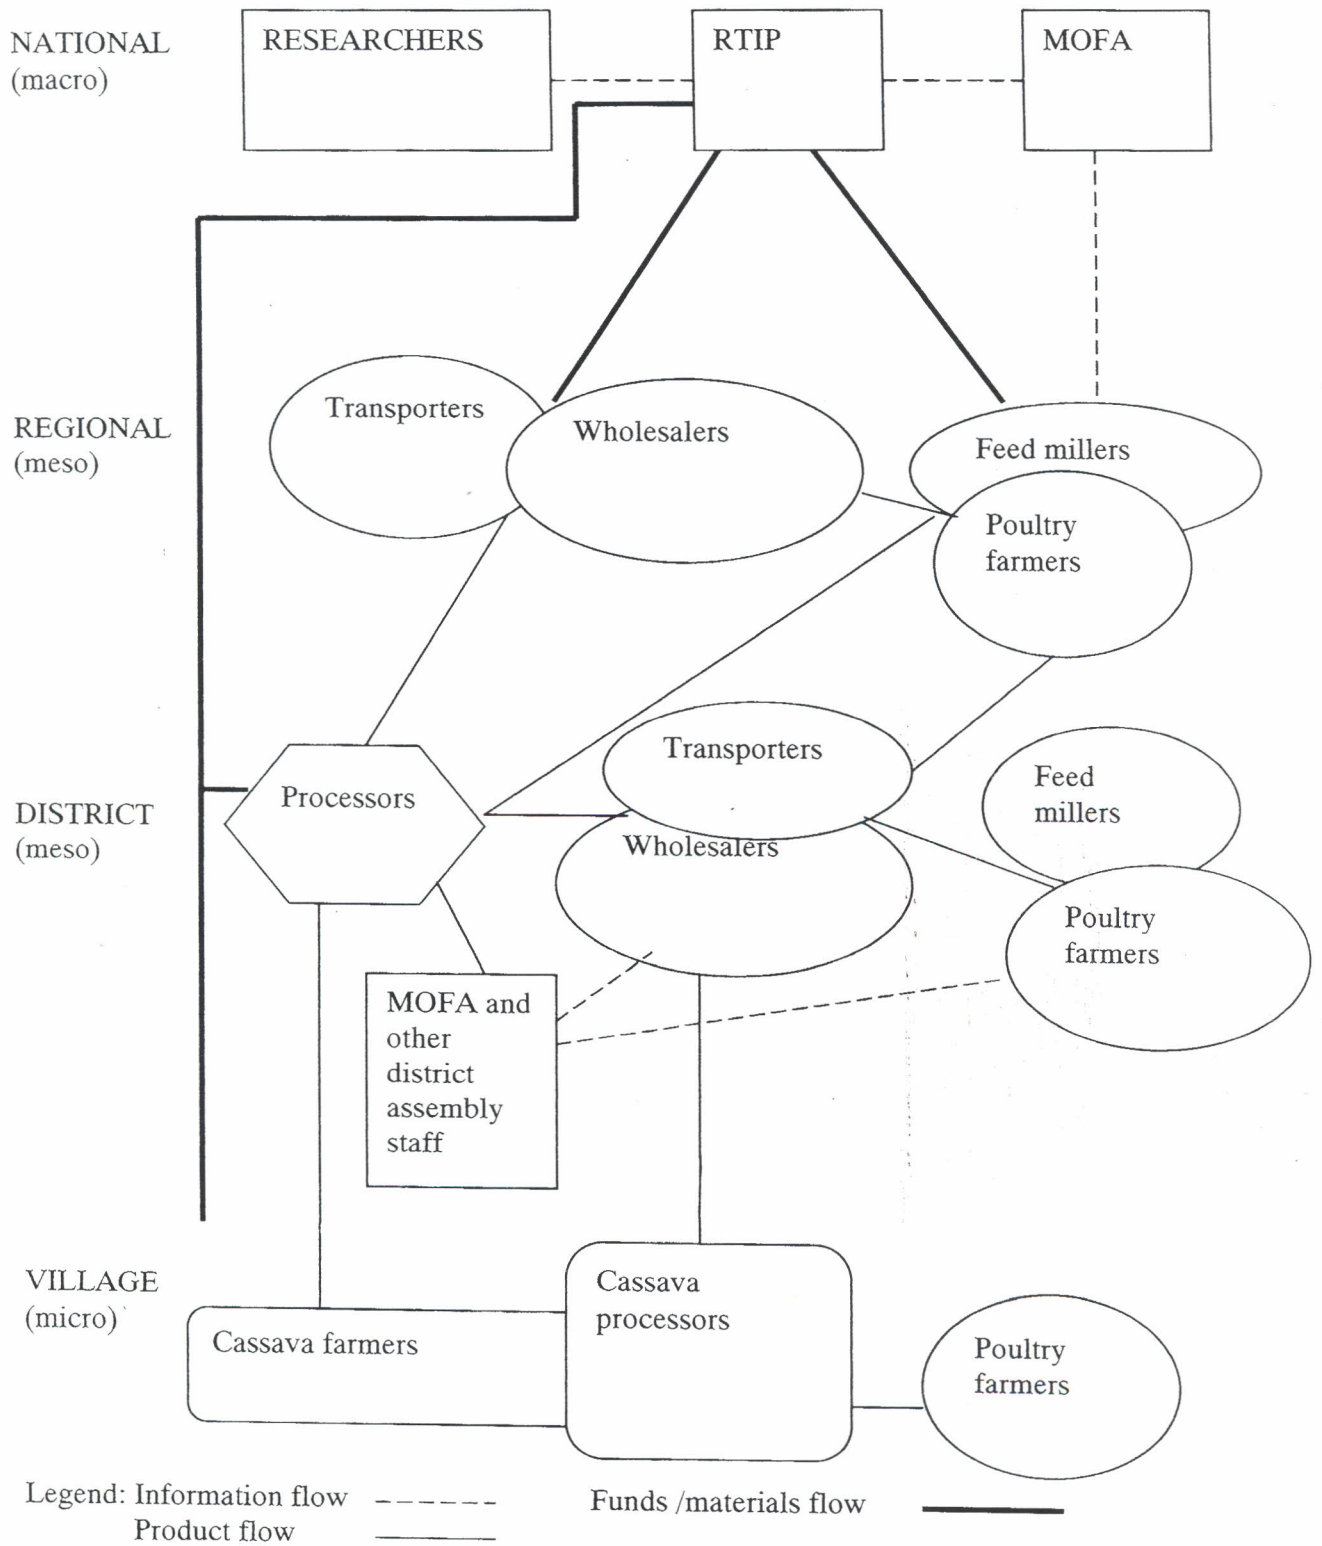 NATIONAL
(macro)
RESEARCHERS
RTIP
MOFA
REGIONAL
(meso)
Transporters
Wholesalers
Feed millers
Poultry
farmers
DISTRICT
(meso)
Processors
Transporters
Wholesalers
Feed
millers
Poultry
farmers
MOFA and
other
district
assembly
staff
VILLAGE
(micro)
Cassava farmers
Cassava
processors
Poultry
farmers
Legend: Information flow
Product flow
Funds /materials flow